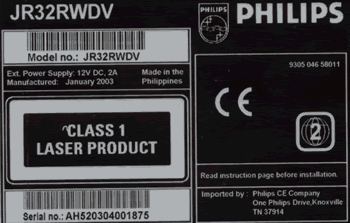 JR32RWDV
PHILIPS
PHILIPS
Model no.: JR32RWDV
Ext. Power Supply: 12V DC, 2A
Manufactured: January 2003
Made in the
Philippines
9305 046 58011
CE
2
CLASS 1
LASER PRODUCT
Read instruction page before installation.
Imported by : Philips CE Company
One Philips Drive,Knoxville
TN 37914
Serial no.: AH520304001875